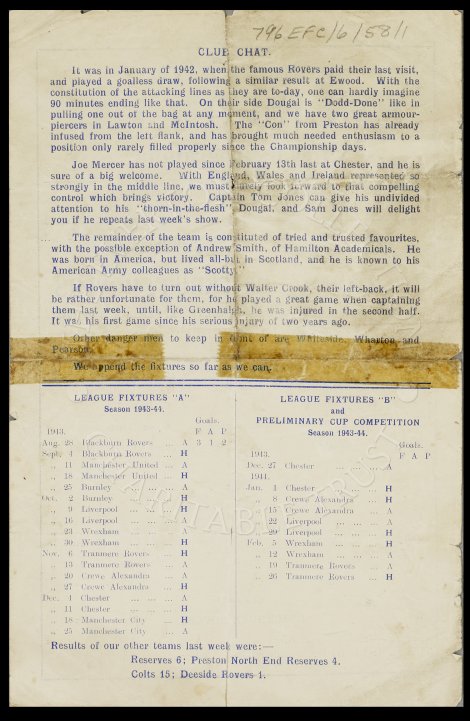 796 EFC/6/58/1
CLUB CHAT.
It was in January of 1942, when the famous Rovers paid their last visit,
and played a goalless draw, following a similar result at Ewood. With the
constitution of the attacking lines as they are to-day, one can hardly imagine
90 minutes ending like that. On their side Dougal is "Dodd-Done" like in
pulling one out of the bag at any moment, and we have two great armour-
piercers in Lawton and McIntosh. The "Con" from Preston has already
infused from the left flank, and has brought much needed enthusiasm to a
position only rarely filled properly since the Championship days.
Joe Mercer has not played since February 13th last at Chester, and he is
sure of a big welcome. With England, Wales and Ireland represented so
strongly in the middle line, we must surely look forward to that compelling
control which brings victory. Captain Tom Jones can give his undivided
attention to his "thorn-in-the-flesh" Dougal, and Sam Jones will delight
you if he repeats last week's show.
The remainder of the team is constituted of tried and trusted favourites,
with the possible exception of Andrew Smith, of Hamilton Academicals. He
was born in America, but lived all-but in Scotland, and he is known to his
American Army colleagues as "Scotty."
If Rovers have to turn out without Walter Crook, their left-back, it will
be rather unfortunate for them, for he played a great game when captaining
them last week, until, like Greenhalgh, he was injured in the second half.
It was his first game since his serious injury of two years ago.
Other danger men to keep in front of are Whiteside, Wharton and
Pearson.
We append the fixtures so far as we can.
LEAGUE FIXTURES "A"
Season 1943-44.
Goals.
1943. F A P
Aug. 28 Blackburn Rovers ... A 3 1 2
Sept. 4 Blackburn Rovers ... H
,, 11 Manchester United ... A
,, 18 Manchester United ... H
,, 25 Burnley ... ... ... A
Oct. 2 Burnley ... ... ... H
,, 9 Liverpool ... ... ... H
,, 16 Liverpool ... ... ... A
,, 23 Wrexham ... ... ... A
,, 30 Wrexham ... ... ... H
Nov. 6 Tranmere Rovers ... H
,, 13 Tranmere Rovers ... A
,, 20 Crewe Alexandra ... A
,, 27 Crewe Alexandra ... H
Dec. 4 Chester ... ... ... A
,, 11 Chester ... ... ... H
,, 18 Manchester City ... H
,, 25 Manchester City ... A
LEAGUE FIXTURES "B"
and
PRELIMINARY CUP COMPETITION
Season 1943-44.
Goals.
1943. F A P
Dec. 27 Chester ... ... ... A
1944.
Jan. 1 Chester ... ... ... H
,, 8 Crewe Alexandra ... H
,, 15 Crewe Alexandra ... A
,, 22 Liverpool ... ... ... A
,, 29 Liverpool ... ... ... H
Feb. 5 Wrexham ... ... ... H
,, 12 Wrexham ... ... ... A
,, 19 Tranmere Rovers ... A
,, 26 Tranmere Rovers ... H
Results of our other teams last week were:—
Reserves 6; Preston North End Reserves 4.
Colts 15; Deeside Rovers 1.